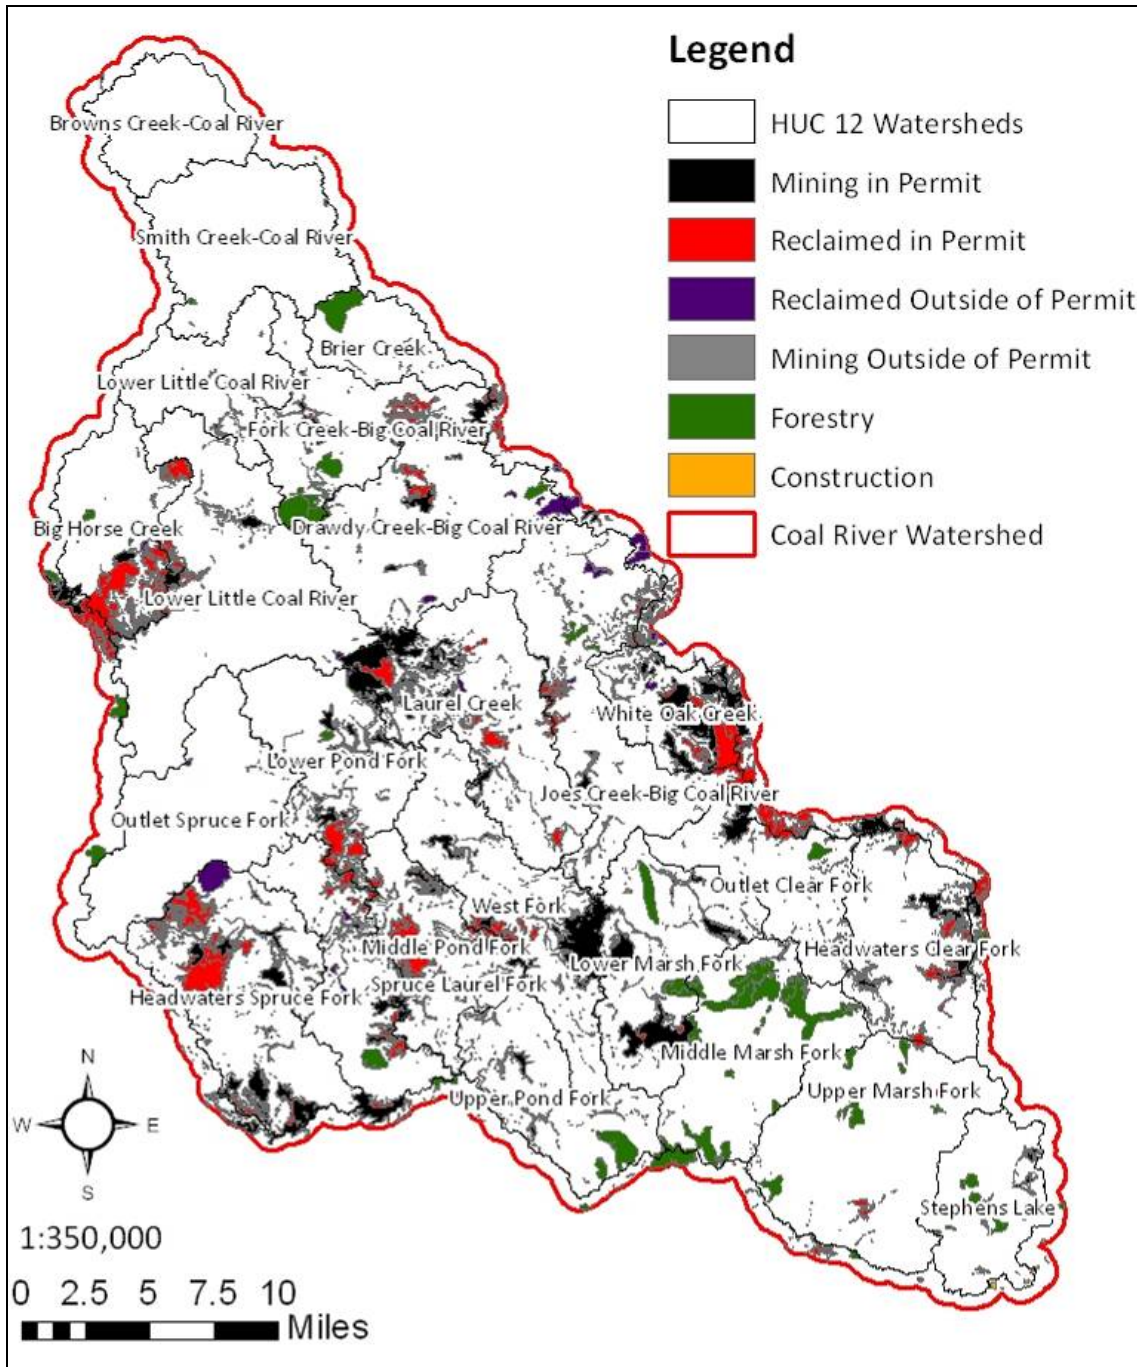 Legend
HUC 12 Watersheds
Mining in Permit
Reclaimed in Permit
Reclaimed Outside of Permit
Mining Outside of Permit
Forestry
Construction
Coal River Watershed
Browns Creek-Coal River
Smith Creek-Coal River
Brier Creek
Lower Little Coal River
Fork Creek-Big Coal River
Big Horse Creek
Drawdy Creek-Big Coal River
Lower Little Coal River
Laurel Creek
White Oak Creek
Lower Pond Fork
Joes Creek-Big Coal River
Outlet Spruce Fork
Outlet Clear Fork
West Fork
Middle Pond Fork
Headwaters Clear Fork
Lower Marsh Fork
Spruce Laurel Fork
Headwaters Spruce Fork
Middle Marsh Fork
Upper Marsh Fork
Upper Pond Fork
Stephens Lake
N
W
E
S
1:350,000
0 2.5 5 7.5 10
Miles